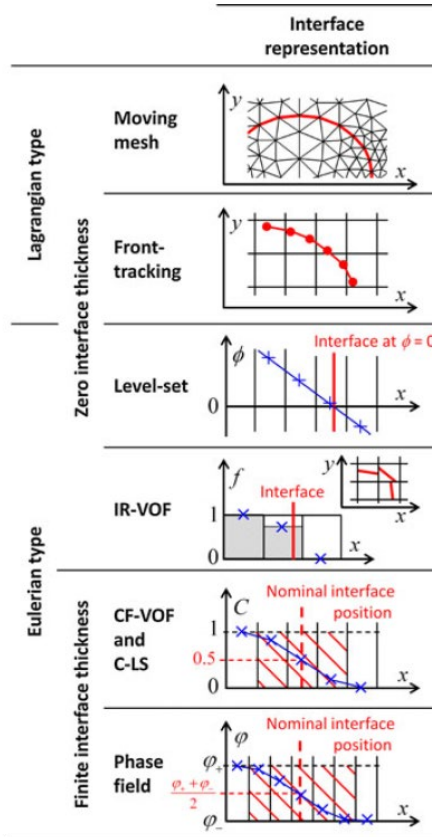 Interface
representation
Lagrangian type
Eulerian type
Zero interface thickness
Finite interface thickness
Moving
mesh
y
x
Front-
tracking
y
x
Level-set
ϕ
Interface at ϕ = 0
0
x
IR-VOF
f
Interface
1
0
x
y
x
CF-VOF
and
C-LS
C
Nominal interface
position
1
0.5
0
x
Phase
field
φ
Nominal interface
position
φ₊
φ₊ + φ₋
2
φ₋
x